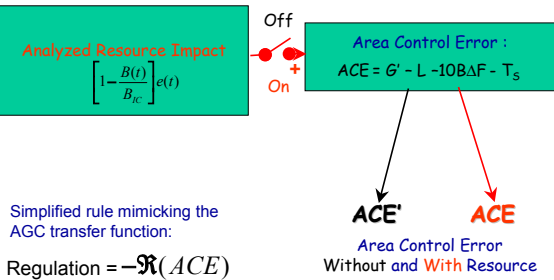 Analyzed Resource Impact
[1 − B(t)/B_IC] e(t)
Off
+
On
Area Control Error :
ACE = G' – L -10BΔF - T_S
ACE'
ACE
Area Control Error
Without and With Resource
Simplified rule mimicking the
AGC transfer function:
Regulation = −ℜ(ACE)